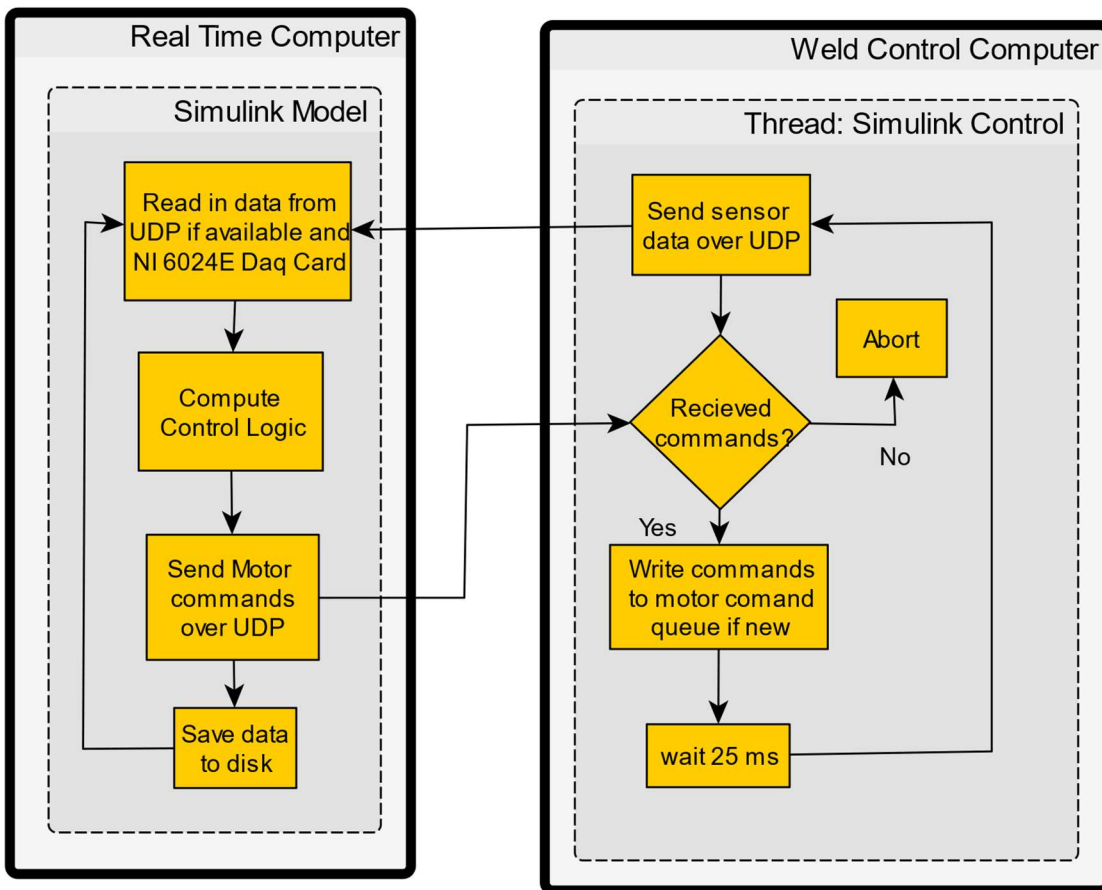 Real Time Computer
Simulink Model
Read in data from
UDP if available and
NI 6024E Daq Card
Compute
Control Logic
Send Motor
commands
over UDP
Save data
to disk
Weld Control Computer
Thread: Simulink Control
Send sensor
data over UDP
Abort
Recieved
commands?
No
Yes
Write commands
to motor comand
queue if new
wait 25 ms